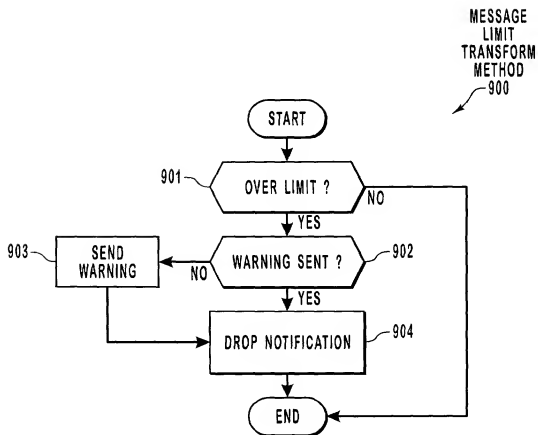 MESSAGE
LIMIT
TRANSFORM
METHOD
900
START
901
OVER LIMIT ?
NO
YES
903
SEND
WARNING
NO
WARNING SENT ?
902
YES
DROP NOTIFICATION
904
END